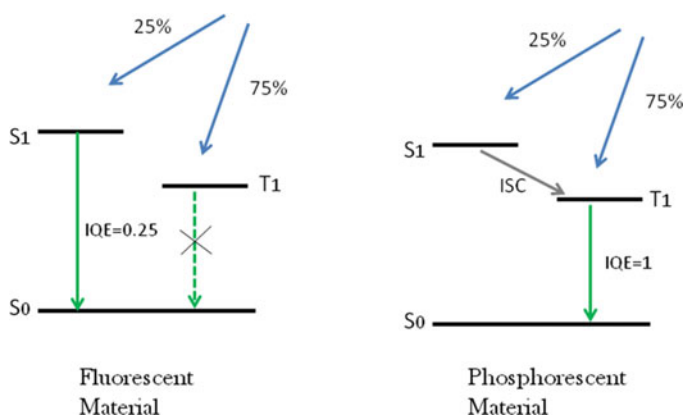 25%
75%
S1
T1
IQE=0.25
S0
Fluorescent
Material
25%
75%
S1
ISC
T1
IQE=1
S0
Phosphorescent
Material